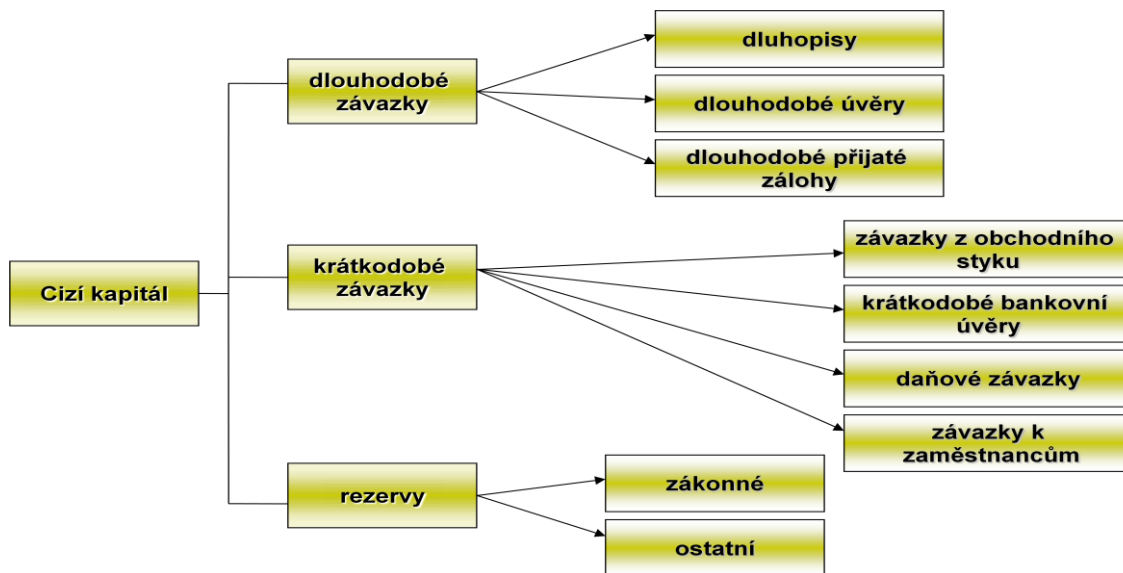 Cizí kapitál
dlouhodobé
závazky
dluhopisy
dlouhodobé úvěry
dlouhodobé přijaté
zálohy
krátkodobé
závazky
závazky z obchodního
styku
krátkodobé bankovní
úvěry
daňové závazky
závazky k
zaměstnancům
rezervy
zákonné
ostatní